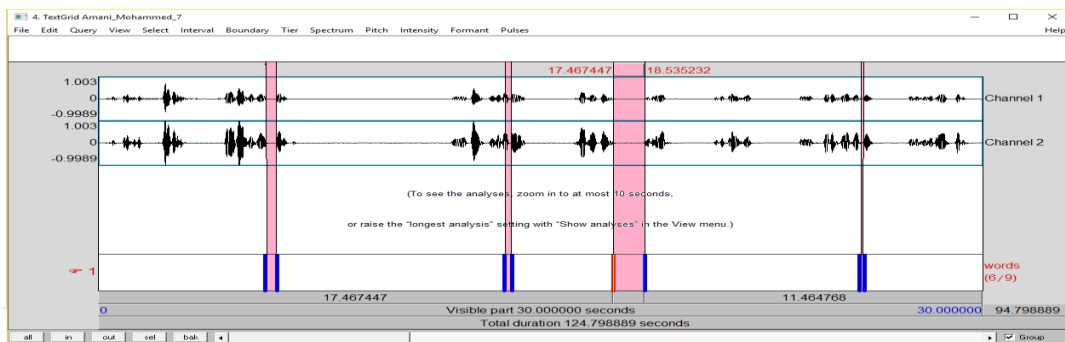 4. TextGrid Amani_Mohammed_7
File Edit Query View Select Interval Boundary Tier Spectrum Pitch Intensity Formant Pulses Help
17.467447 18.535232
1.003
0
-0.9989
Channel 1
1.003
0
-0.9989
Channel 2
(To see the analyses, zoom in to at most 10 seconds,
or raise the "longest analysis" setting with "Show analyses" in the View menu.)
☞ 1
words
(6/9)
17.467447 11.464768
0 Visible part 30.000000 seconds 30.000000 94.798889
Total duration 124.798889 seconds
all in out sel bak Group